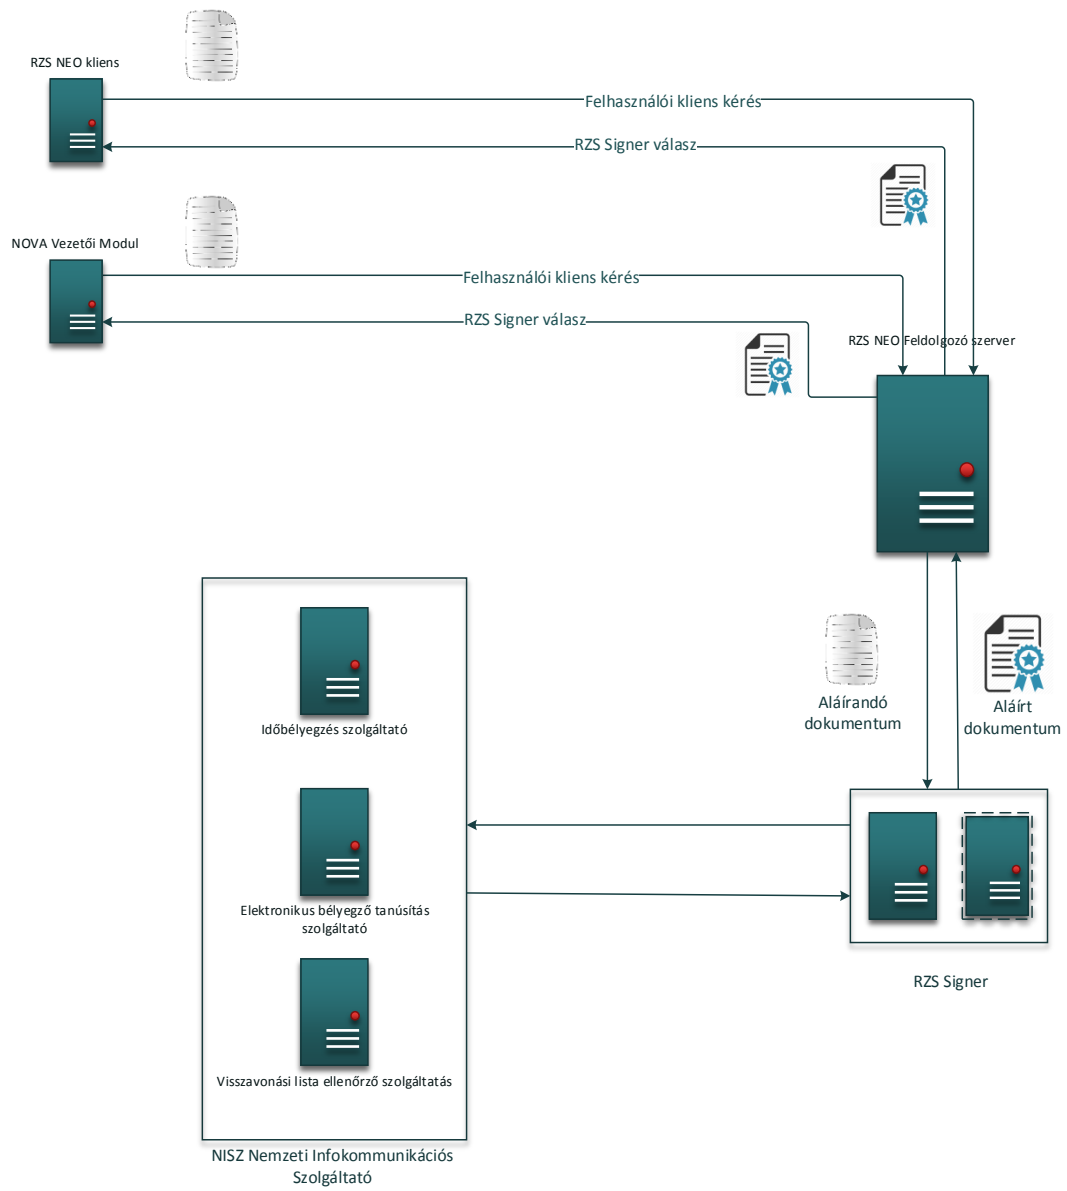 RZS NEO kliens
Felhasználói kliens kérés
RZS Signer válasz
NOVA Vezetői Modul
Felhasználói kliens kérés
RZS Signer válasz
RZS NEO Feldolgozó szerver
Aláírandó
dokumentum
Aláírt
dokumentum
Időbélyegzés szolgáltató
Elektronikus bélyegző tanúsítás
szolgáltató
RZS Signer
Visszavonási lista ellenőrző szolgáltatás
NISZ Nemzeti Infokommunikációs
Szolgáltató